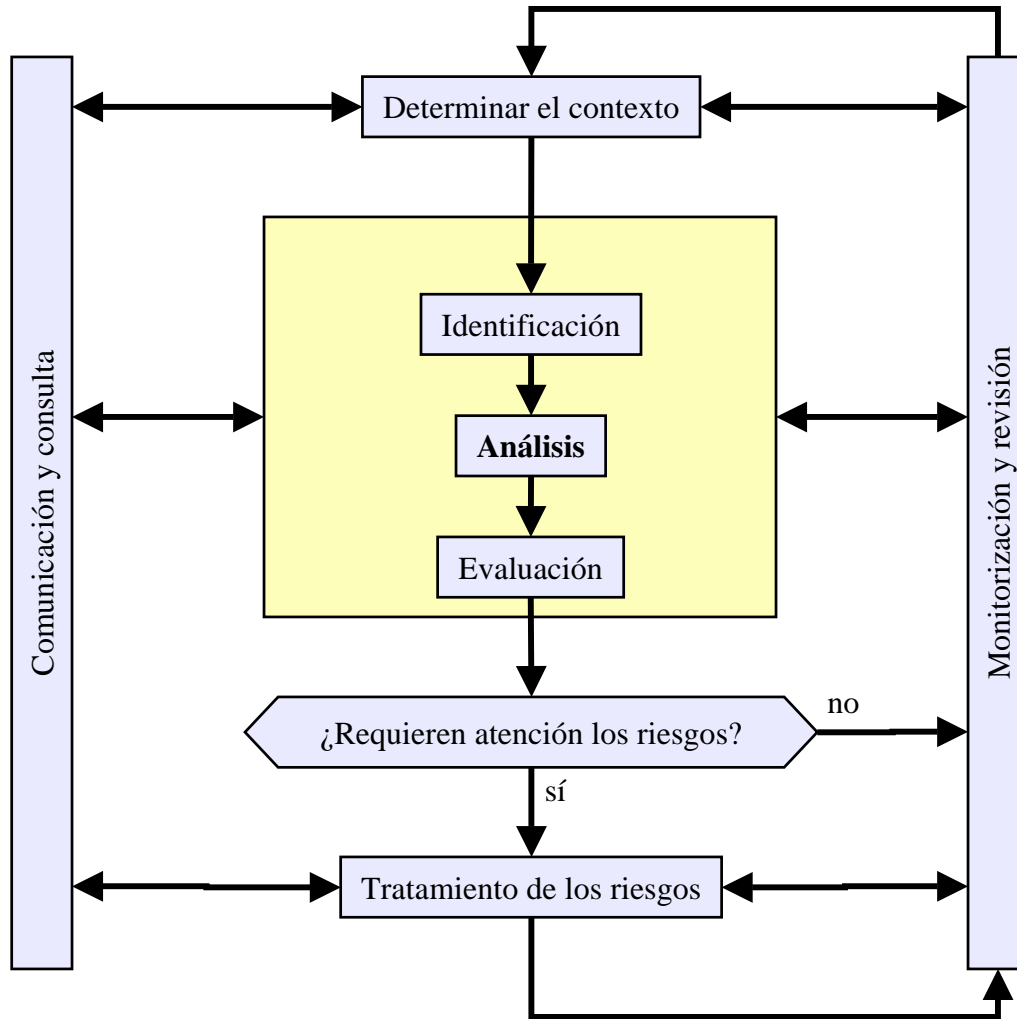 Determinar el contexto
Comunicación y consulta
Identificación
Análisis
Evaluación
Monitorización y revisión
¿Requieren atención los riesgos?
no
sí
Tratamiento de los riesgos